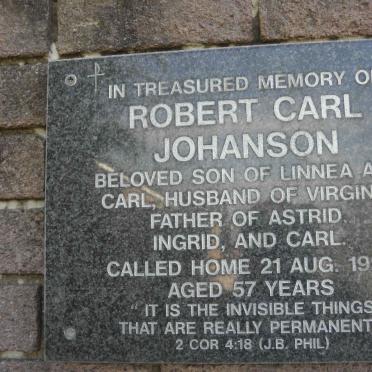 IN TREASURED MEMORY O
ROBERT CARL
JOHANSON
BELOVED SON OF LINNEA A
CARL, HUSBAND OF VIRGIN
FATHER OF ASTRID,
INGRID, AND CARL.
CALLED HOME 21 AUG. 19
AGED 57 YEARS
" IT IS THE INVISIBLE THINGS
THAT ARE REALLY PERMANENT
2 COR 4:18 (J.B. PHIL)